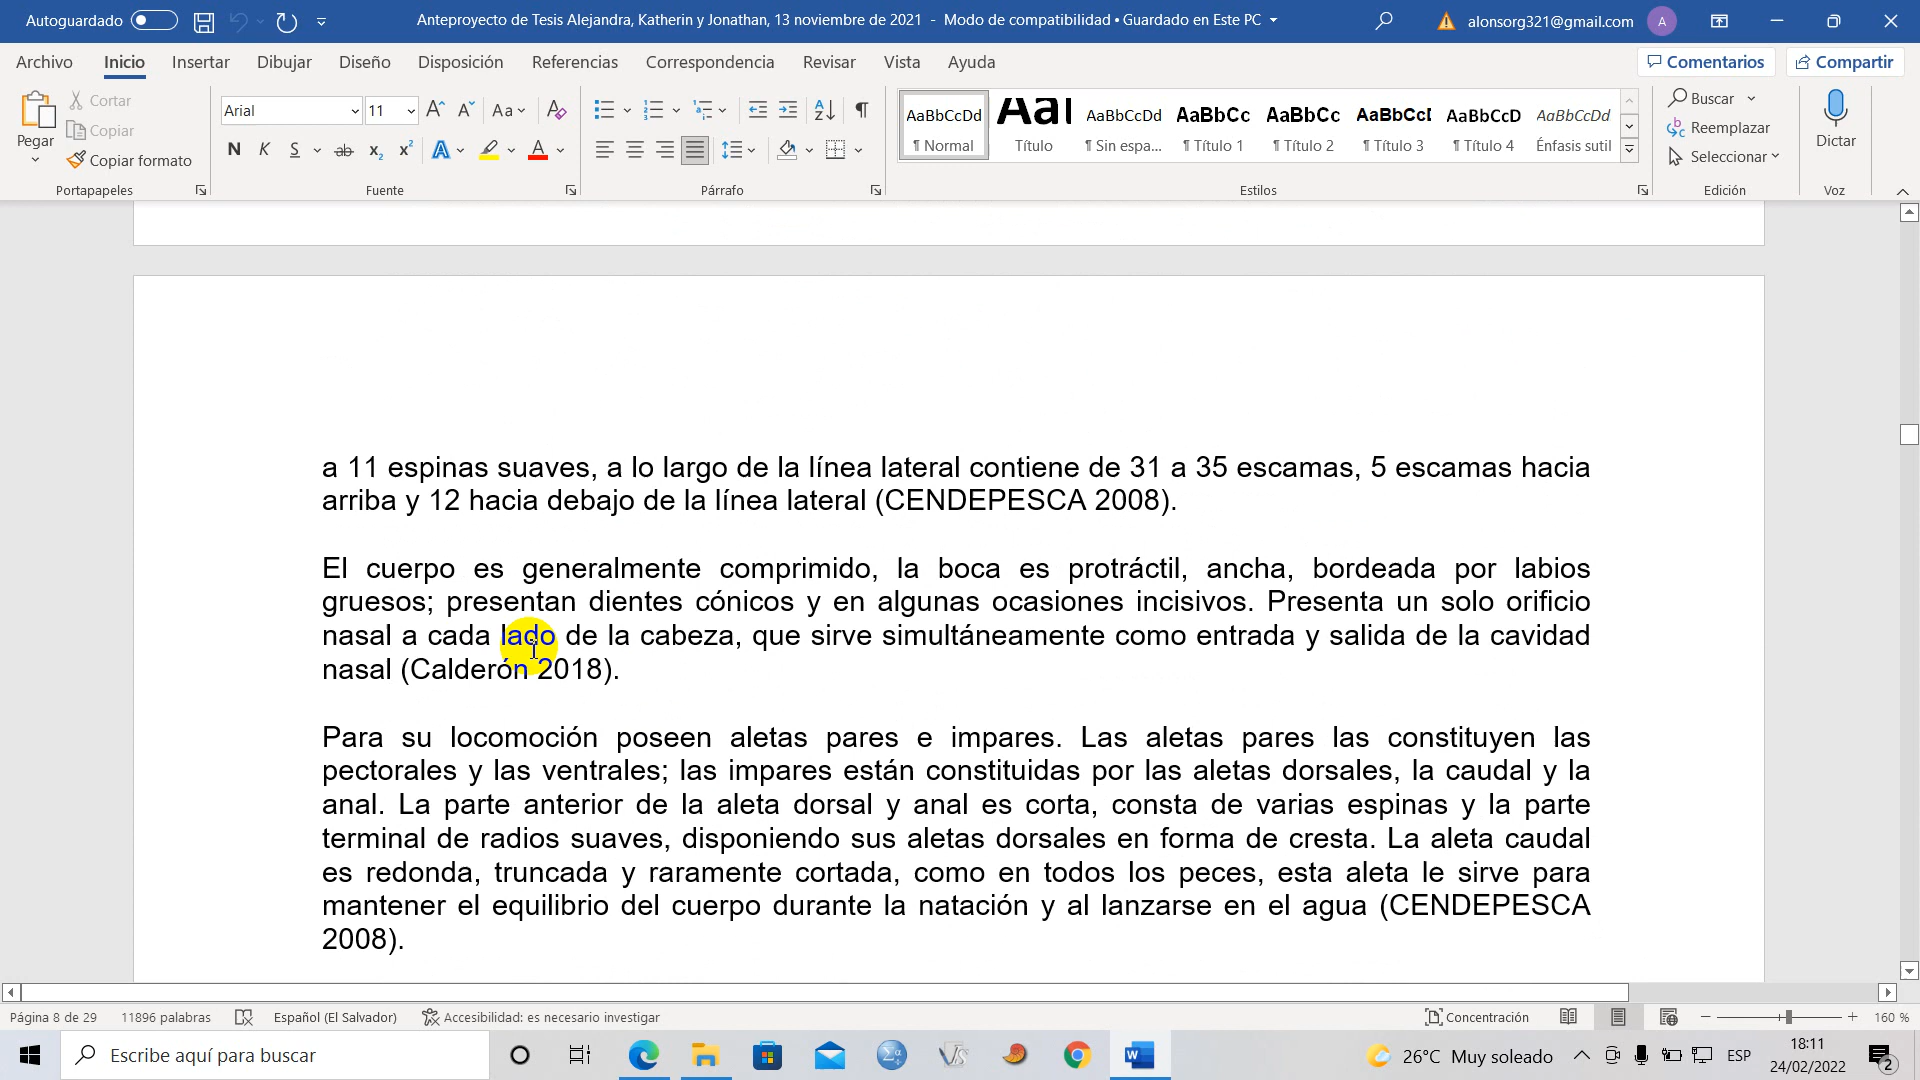 Autoguardado
Anteproyecto de Tesis Alejandra, Katherin y Jonathan, 13 noviembre de 2021 - Modo de compatibilidad • Guardado en Este PC
alonsorg321@gmail.com
A
Archivo Inicio Insertar Dibujar Diseño Disposición Referencias Correspondencia Revisar Vista Ayuda
Comentarios Compartir
Pegar
Cortar
Copiar
Copiar formato
Portapapeles
Arial 11
Aa
N K S ab x₂ x² A A
Fuente
Párrafo
AaBbCcDd AaI AaBbCcDd AaBbCc AaBbCc AaBbCcI AaBbCcD AaBbCcDd
¶ Normal Título ¶ Sin espa... ¶ Título 1 ¶ Título 2 ¶ Título 3 ¶ Título 4 Énfasis sutil
Estilos
Buscar
Reemplazar
Seleccionar
Edición
Dictar
Voz
a 11 espinas suaves, a lo largo de la línea lateral contiene de 31 a 35 escamas, 5 escamas hacia
arriba y 12 hacia debajo de la línea lateral (CENDEPESCA 2008).
El cuerpo es generalmente comprimido, la boca es protráctil, ancha, bordeada por labios
gruesos; presentan dientes cónicos y en algunas ocasiones incisivos. Presenta un solo orificio
nasal a cada lado de la cabeza, que sirve simultáneamente como entrada y salida de la cavidad
nasal (Calderón 2018).
Para su locomoción poseen aletas pares e impares. Las aletas pares las constituyen las
pectorales y las ventrales; las impares están constituidas por las aletas dorsales, la caudal y la
anal. La parte anterior de la aleta dorsal y anal es corta, consta de varias espinas y la parte
terminal de radios suaves, disponiendo sus aletas dorsales en forma de cresta. La aleta caudal
es redonda, truncada y raramente cortada, como en todos los peces, esta aleta le sirve para
mantener el equilibrio del cuerpo durante la natación y al lanzarse en el agua (CENDEPESCA
2008).
Página 8 de 29 11896 palabras Español (El Salvador) Accesibilidad: es necesario investigar
Concentración
160 %
Escribe aquí para buscar
26°C Muy soleado
ESP
18:11
24/02/2022
2